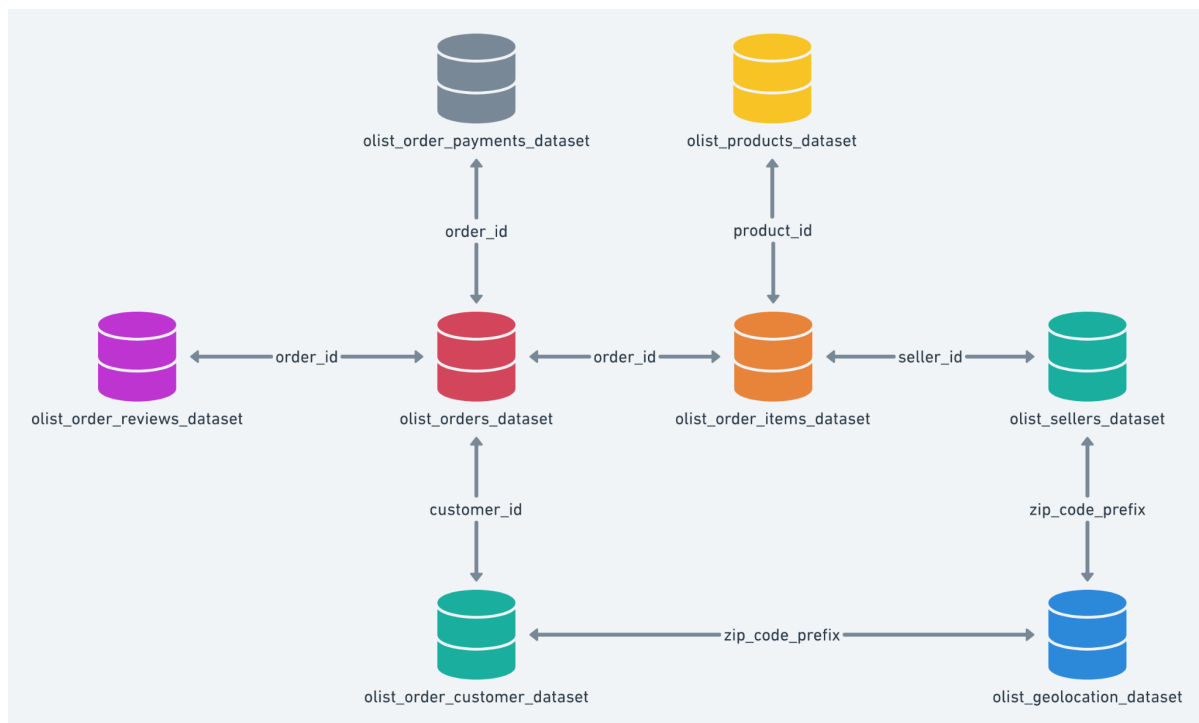 olist_order_payments_dataset
olist_products_dataset
order_id
product_id
order_id
order_id
seller_id
olist_order_reviews_dataset
olist_orders_dataset
olist_order_items_dataset
olist_sellers_dataset
customer_id
zip_code_prefix
zip_code_prefix
olist_order_customer_dataset
olist_geolocation_dataset